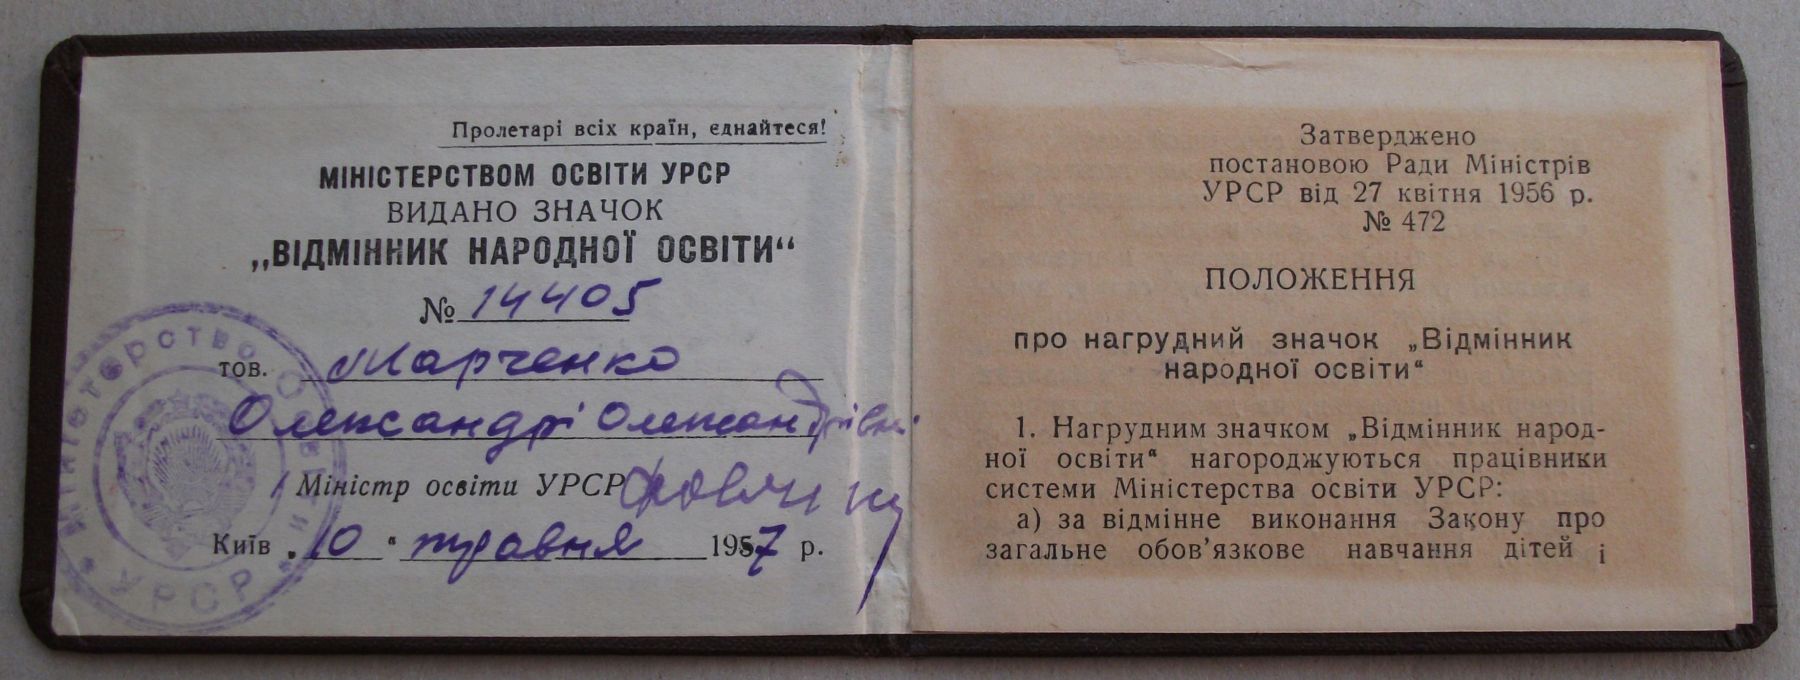 Пролетарі всіх країн, єднайтеся!
МІНІСТЕРСТВОМ ОСВІТИ УРСР
ВИДАНО ЗНАЧОК
„ВІДМІННИК НАРОДНОЇ ОСВІТИ“
№ 14405
тов. Марченко
Олександрі Олександрівні
Міністр освіти УРСР
Київ „10“ травня 1957 р.
Міністерство Освіти
УРСР
Затверджено
постановою Ради Міністрів
УРСР від 27 квітня 1956 р.
№ 472
ПОЛОЖЕННЯ
про нагрудний значок „Відмінник
народної освіти“
1. Нагрудним значком „Відмінник народ-
ної освіти“ нагороджуються працівники
системи Міністерства освіти УРСР:
а) за відмінне виконання Закону про
загальне обов'язкове навчання дітей і